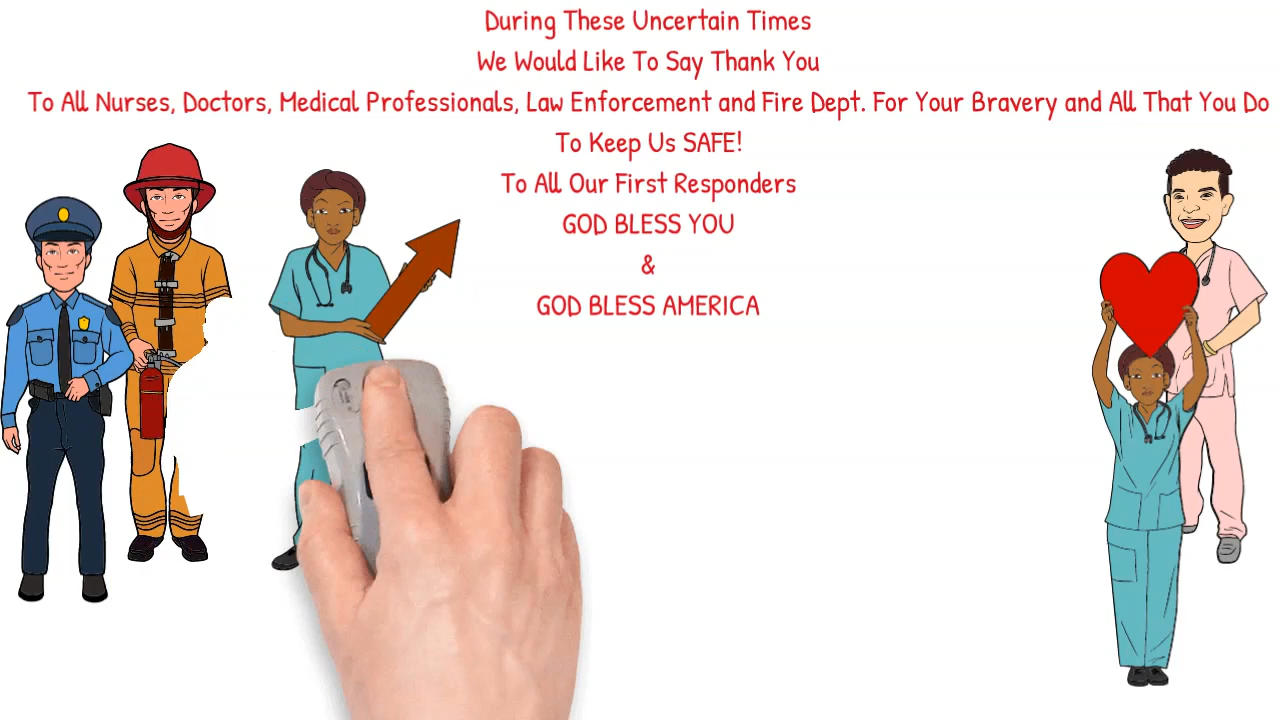 During These Uncertain Times
We Would Like To Say Thank You
To All Nurses, Doctors, Medical Professionals, Law Enforcement and Fire Dept. For Your Bravery and All That You Do
To Keep Us SAFE!
To All Our First Responders
GOD BLESS YOU
&
GOD BLESS AMERICA